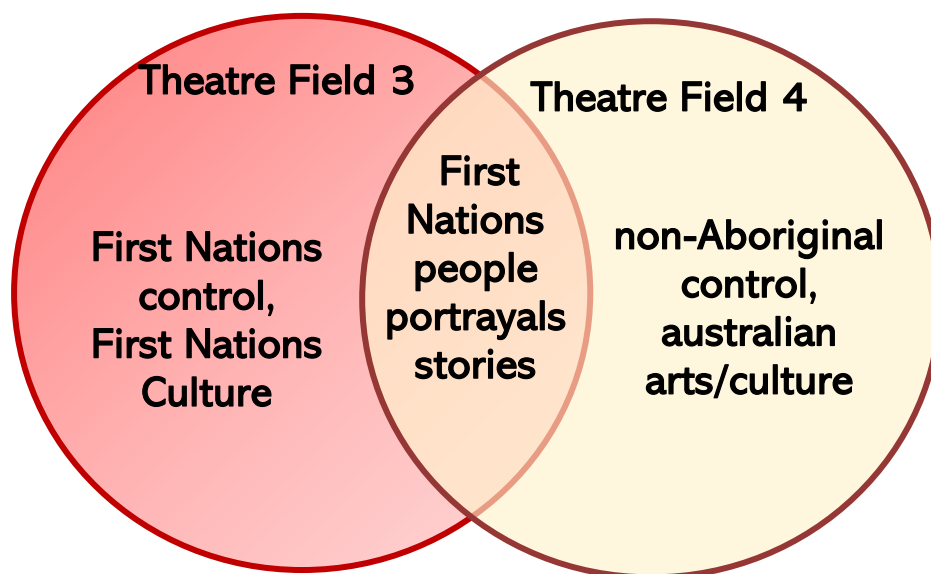 Theatre Field 3
First Nations
control,
First Nations
Culture
First
Nations
people
portrayals
stories
Theatre Field 4
non-Aboriginal
control,
australian
arts/culture